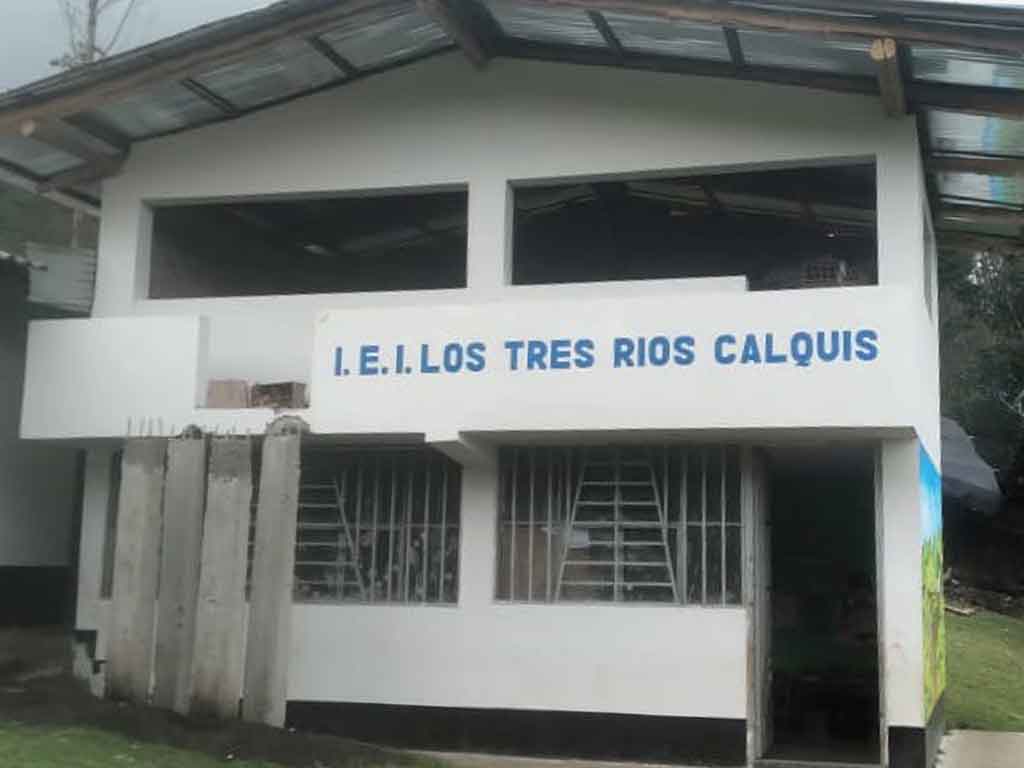 I. E. I. LOS TRES RIOS CALQUIS